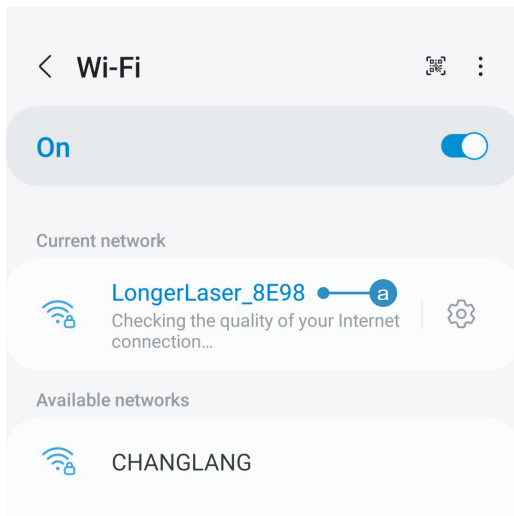 Wi-Fi
On
Current network
LongerLaser_8E98 a
Checking the quality of your Internet
connection...
Available networks
CHANGLANG